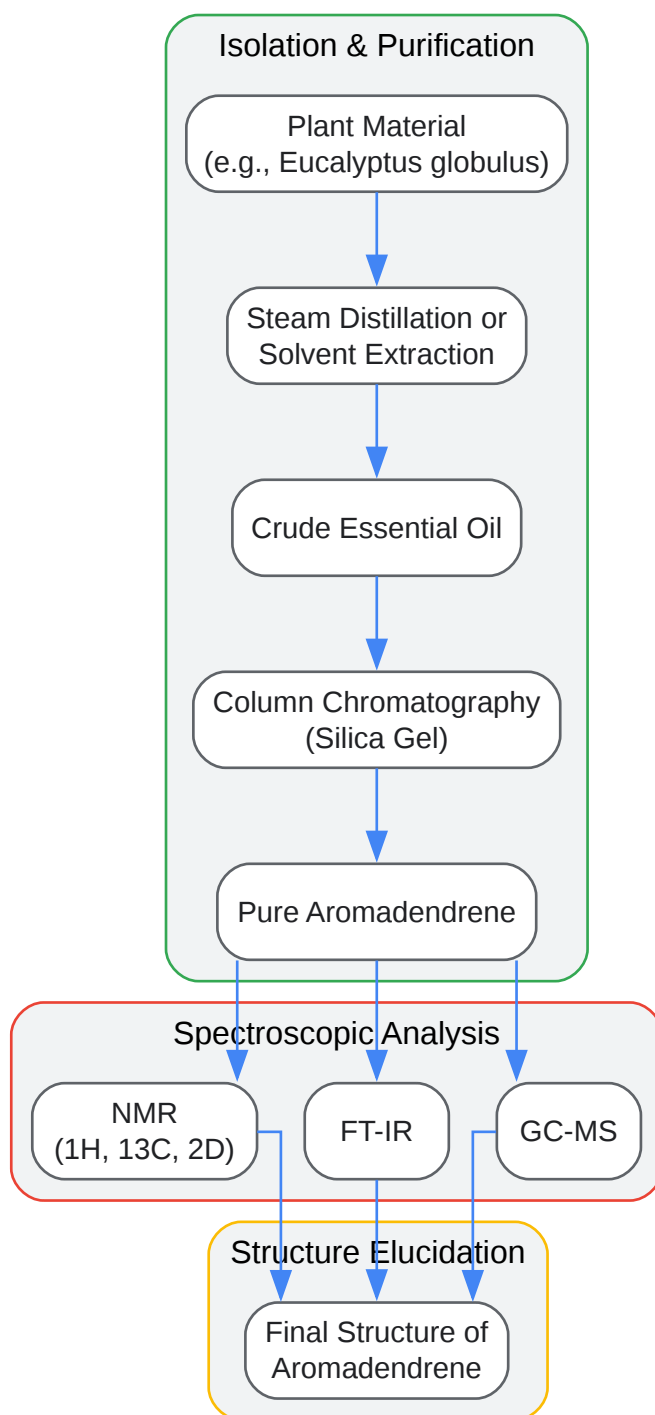 Isolation & Purification
Plant Material
(e.g., Eucalyptus globulus)
Steam Distillation or
Solvent Extraction
Crude Essential Oil
Column Chromatography
(Silica Gel)
Pure Aromadendrene
Spectroscopic Analysis
NMR
(1H, 13C, 2D)
FT-IR
GC-MS
Structure Elucidation
Final Structure of
Aromadendrene